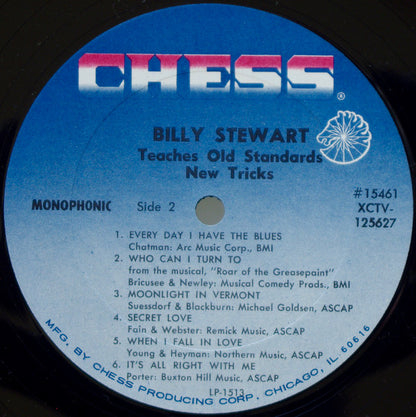 CHESS
®
BILLY STEWART
Teaches Old Standards
New Tricks
MONOPHONIC Side 2
#15461
XCTV-
125627
1. EVERY DAY I HAVE THE BLUES
Chatman: Arc Music Corp., BMI
2. WHO CAN I TURN TO
from the musical, "Roar of the Greasepaint"
Bricusee & Newley: Musical Comedy Prads., BMI
3. MOONLIGHT IN VERMONT
Suessdorf & Blackburn: Michael Goldsen, ASCAP
4. SECRET LOVE
Fain & Webster: Remick Music, ASCAP
5. WHEN I FALL IN LOVE
Young & Heyman: Northern Music, ASCAP
6. IT'S ALL RIGHT WITH ME
Porter: Buxton Hill Music, ASCAP
LP-1513
MFG. BY CHESS PRODUCING CORP. CHICAGO, IL. 60616